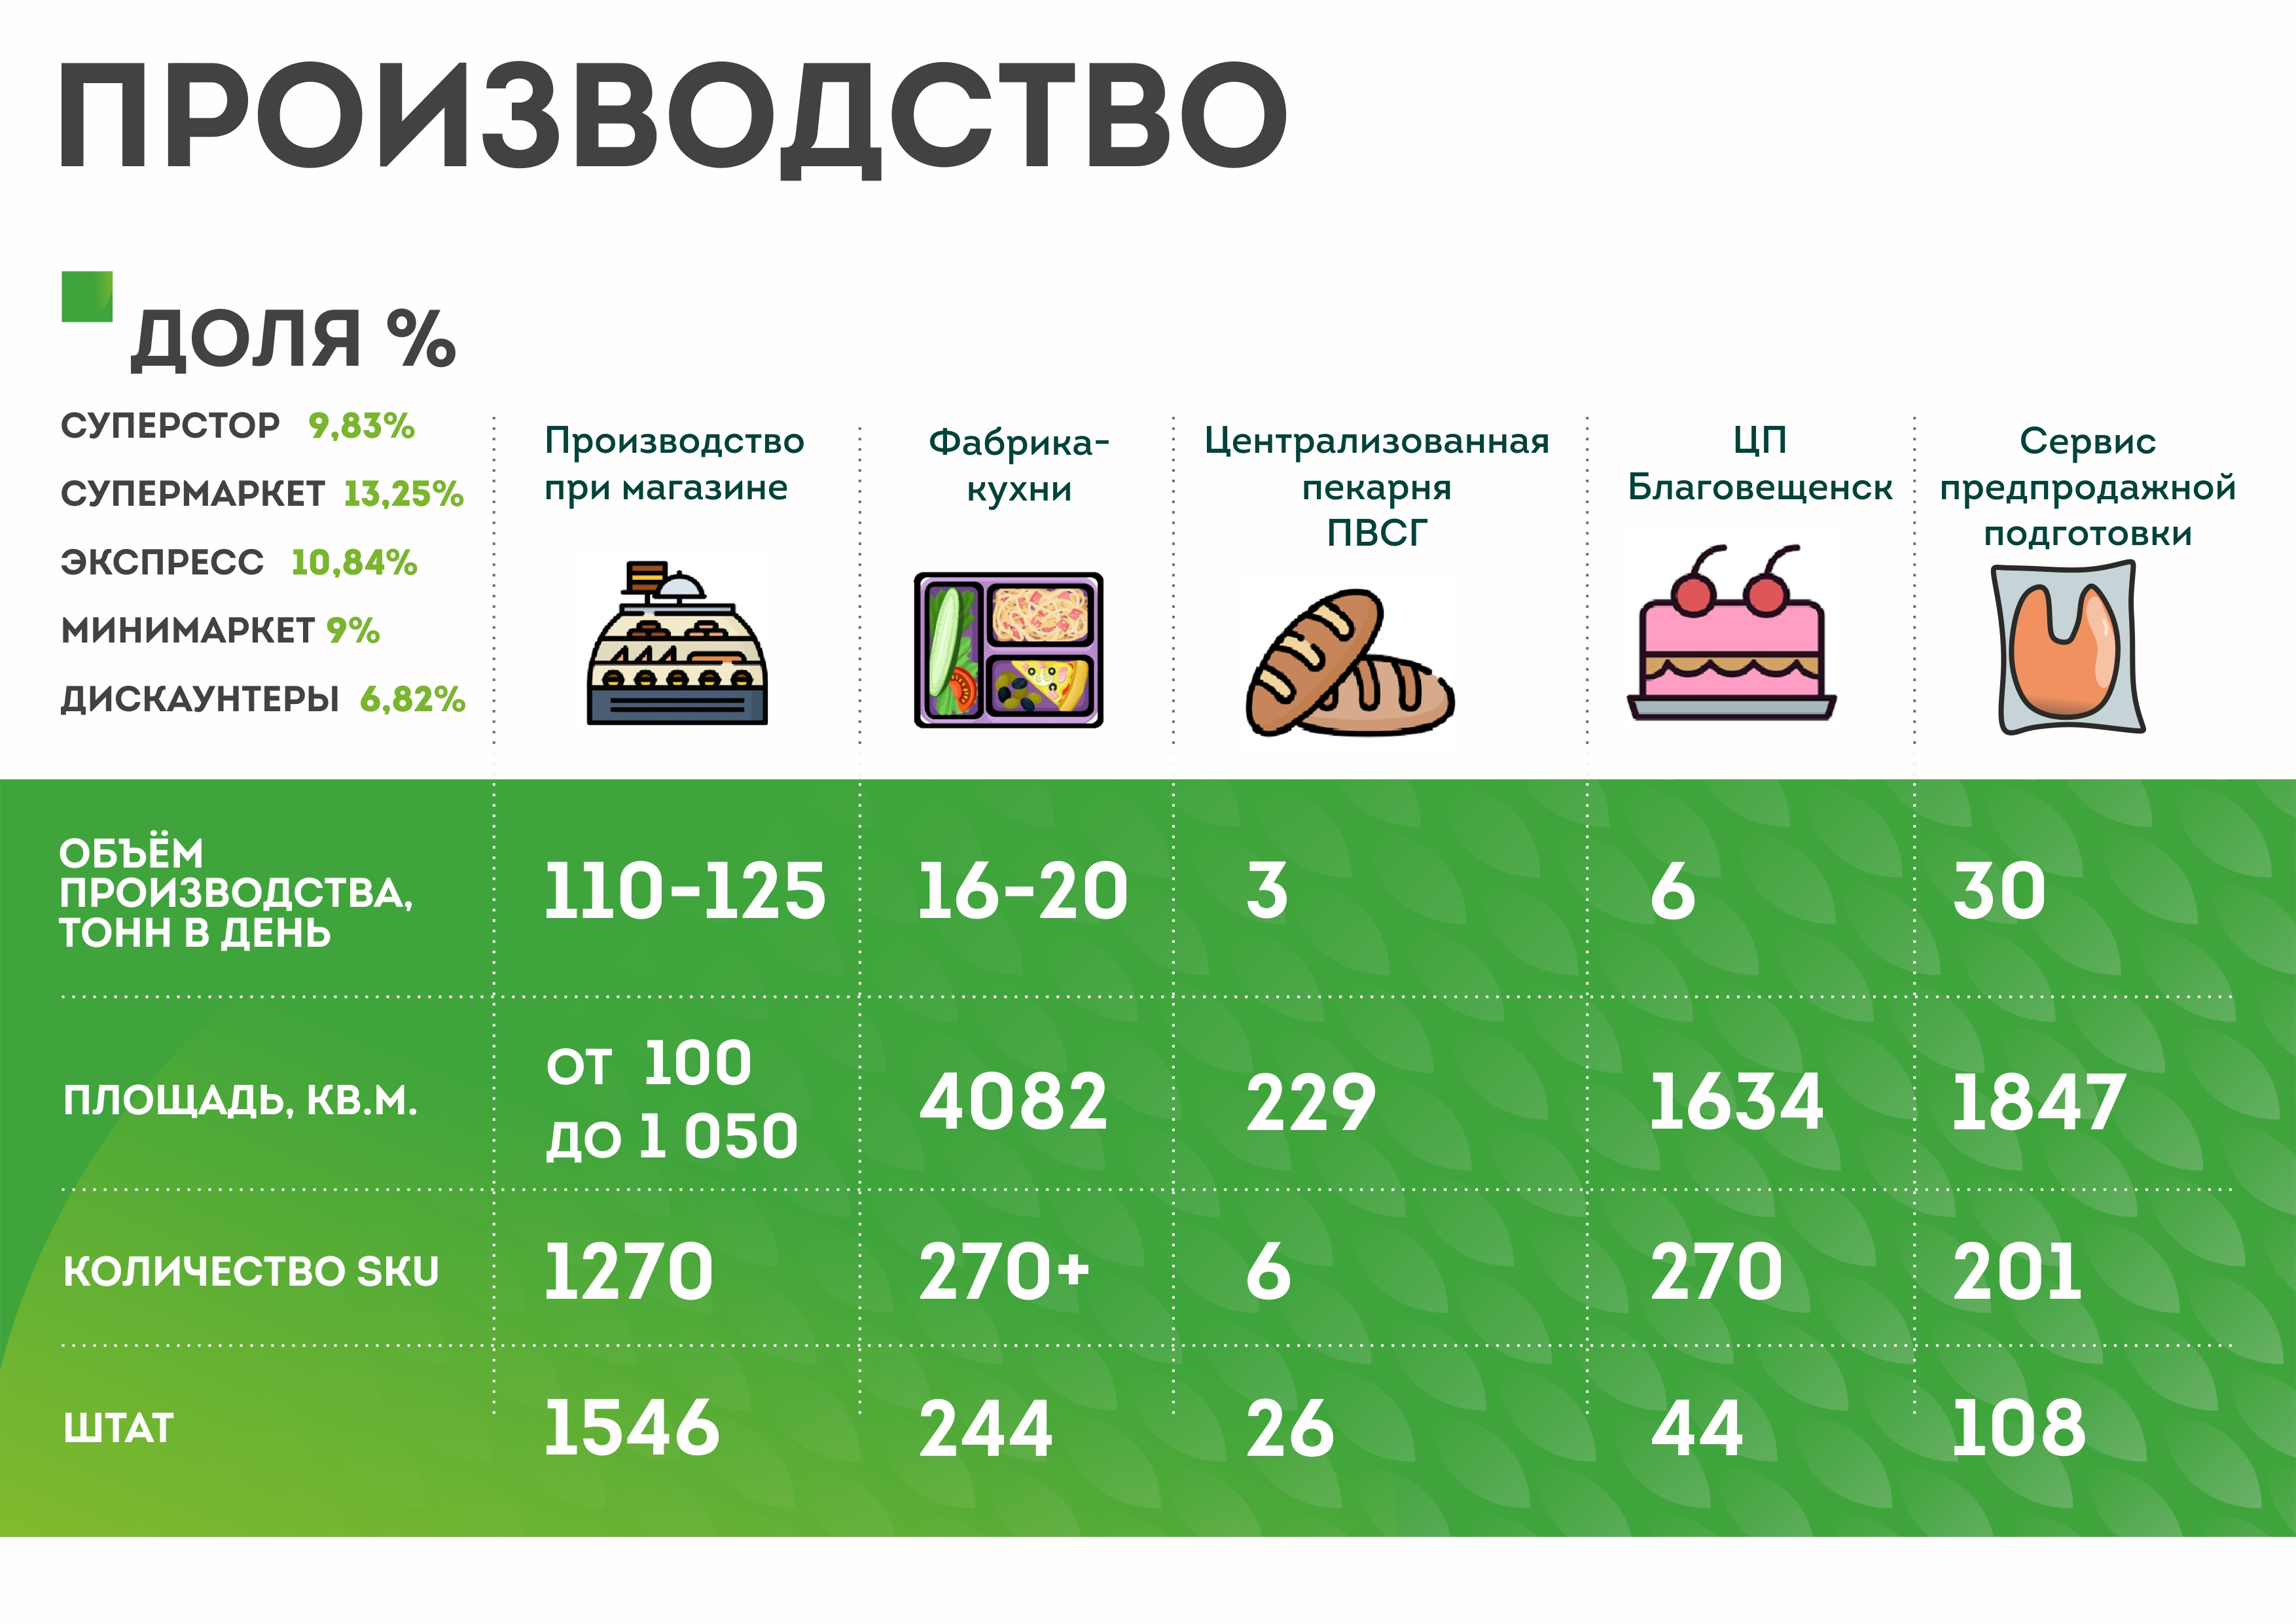 ПРОИЗВОДСТВО
ДОЛЯ %
СУПЕРСТОР 9,83%
СУПЕРМАРКЕТ 13,25%
ЭКСПРЕСС 10,84%
МИНИМАРКЕТ 9%
ДИСКАУНТЕРЫ 6,82%
Производство
при магазине
Фабрика-
кухни
Централизованная
пекарня
ПВСГ
ЦП
Благовещенск
Сервис
предпродажной
подготовки
ОБЪЁМ
ПРОИЗВОДСТВА,
ТОНН В ДЕНЬ
110-125 16-20 3 6 30
ПЛОЩАДЬ, КВ.М.
ОТ 100
ДО 1 050
4082 229 1634 1847
КОЛИЧЕСТВО SKU 1270 270+ 6 270 201
ШТАТ 1546 244 26 44 108